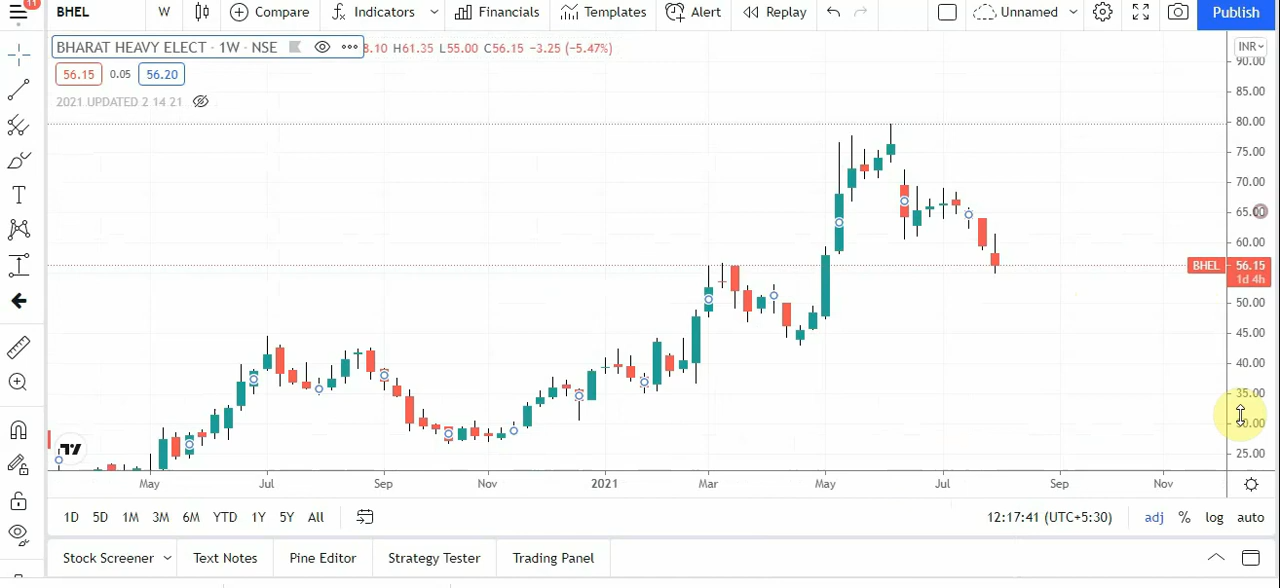 11
BHEL W Compare Indicators Financials Templates Alert Replay Unnamed Publish
BHARAT HEAVY ELECT · 1W · NSE 8.10 H61.35 L55.00 C56.15 −3.25 (−5.47%) INR
56.15 0.05 56.20
2021 UPDATED 2 14 21
90.00
85.00
80.00
75.00
70.00
65.00
60.00
BHEL 56.15
1d 4h
50.00
45.00
40.00
35.00
30.00
25.00
May Jul Sep Nov 2021 Mar May Jul Sep Nov
1D 5D 1M 3M 6M YTD 1Y 5Y All 12:17:41 (UTC+5:30) adj % log auto
Stock Screener Text Notes Pine Editor Strategy Tester Trading Panel